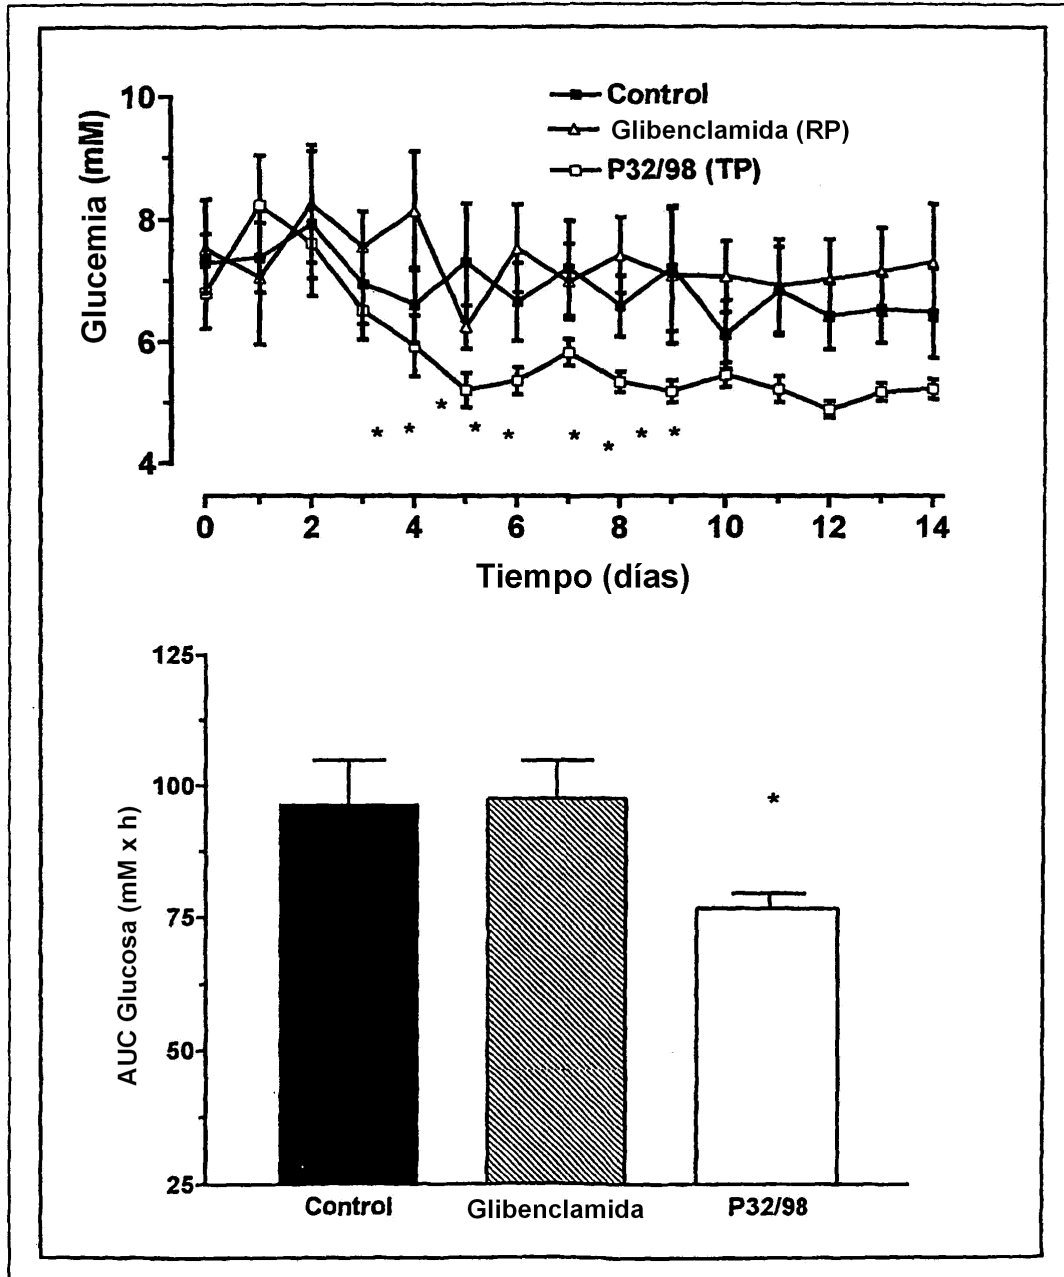 Control
Glibenclamida (RP)
P32/98 (TP)
Glucemia (mM)
10
8
6
4
* * * * * * * * *
0 2 4 6 8 10 12 14
Tiempo (días)
AUC Glucosa (mM x h)
125
100
75
50
25
*
Control Glibenclamida P32/98